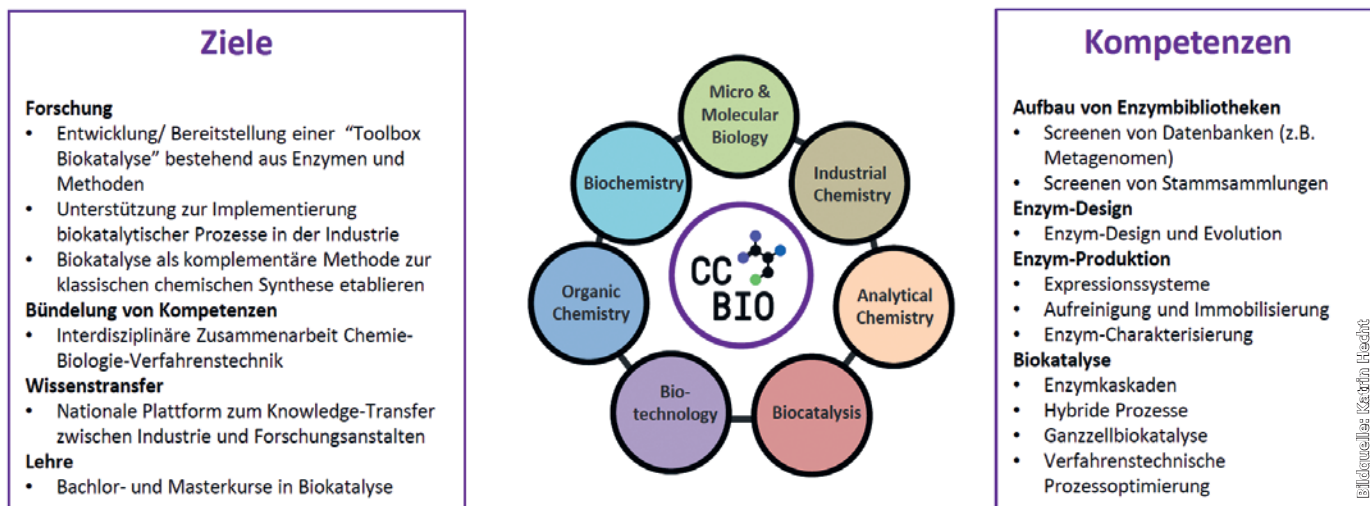 Ziele
Forschung
• Entwicklung/ Bereitstellung einer “Toolbox
Biokatalyse” bestehend aus Enzymen und
Methoden
• Unterstützung zur Implementierung
biokatalytischer Prozesse in der Industrie
• Biokatalyse als komplementäre Methode zur
klassischen chemischen Synthese etablieren
Bündelung von Kompetenzen
• Interdisziplinäre Zusammenarbeit Chemie-
Biologie-Verfahrenstechnik
Wissenstransfer
• Nationale Plattform zum Knowledge-Transfer
zwischen Industrie und Forschungsanstalten
Lehre
• Bachlor- und Masterkurse in Biokatalyse
Micro &
Molecular
Biology
Industrial
Chemistry
Analytical
Chemistry
Biocatalysis
Bio-
technology
Organic
Chemistry
Biochemistry
CC
BIO
Kompetenzen
Aufbau von Enzymbibliotheken
• Screenen von Datenbanken (z.B.
Metagenomen)
• Screenen von Stammsammlungen
Enzym-Design
• Enzym-Design und Evolution
Enzym-Produktion
• Expressionssysteme
• Aufreinigung und Immobilisierung
• Enzym-Charakterisierung
Biokatalyse
• Enzymkaskaden
• Hybride Prozesse
• Ganzzellbiokatalyse
• Verfahrenstechnische
Prozessoptimierung
Bildquelle: Katrin Hecht